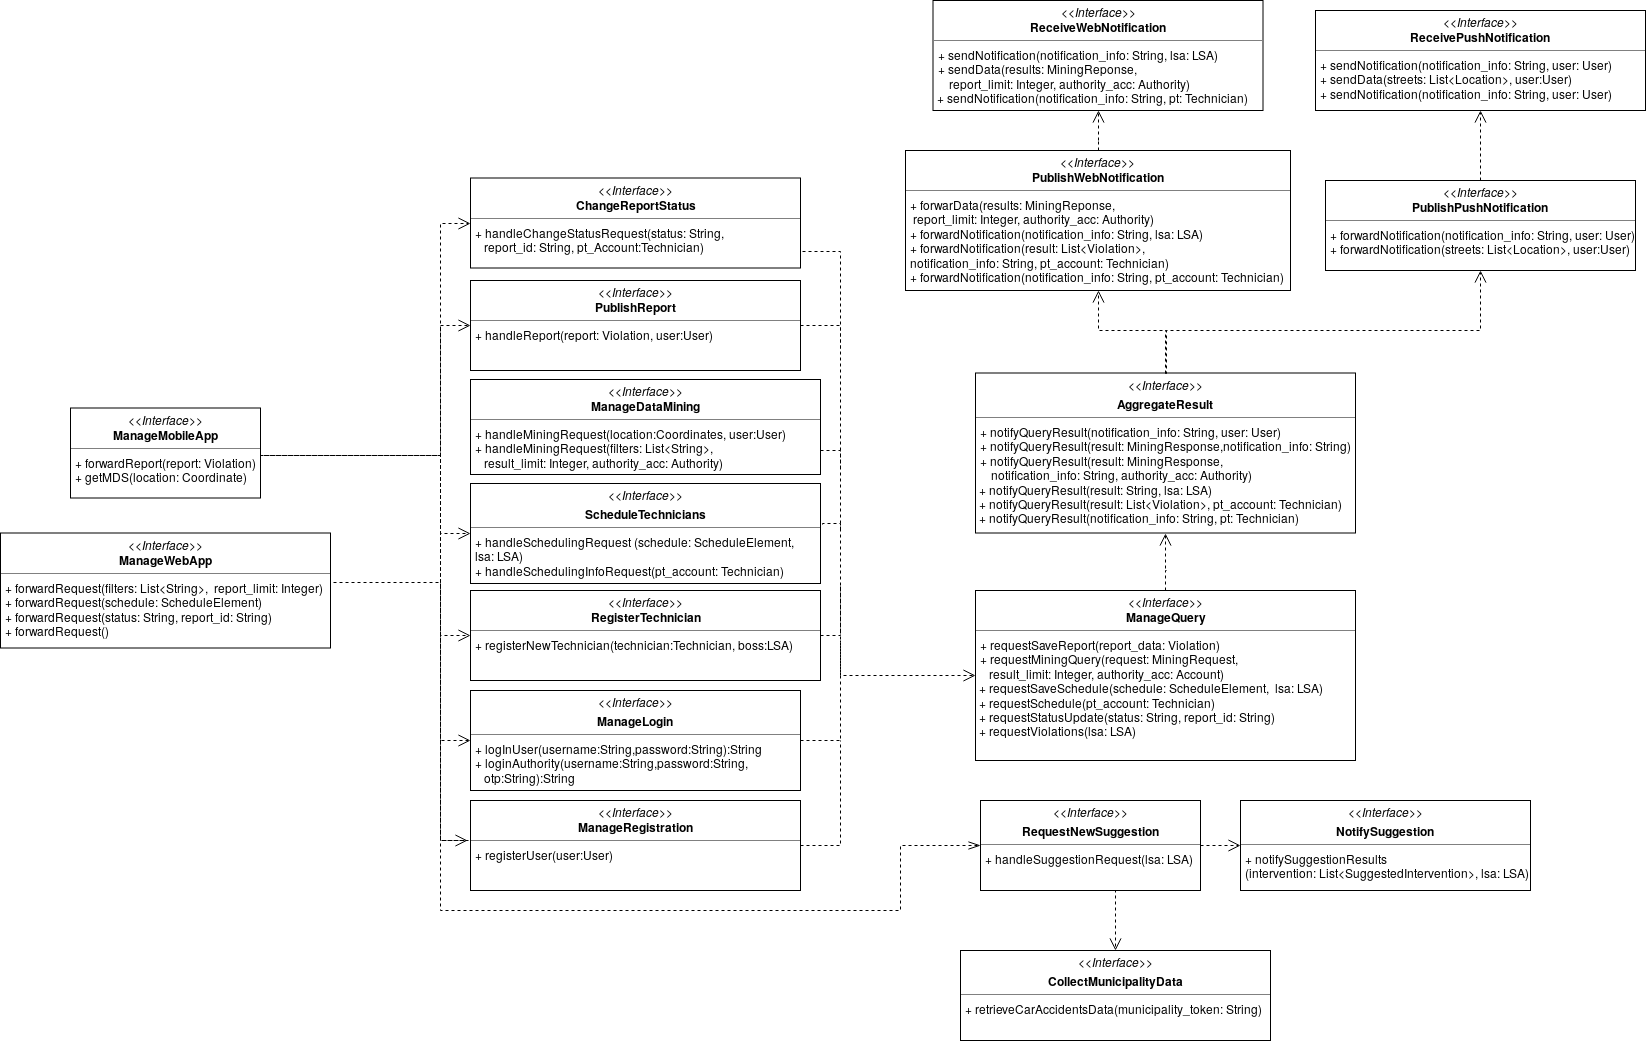 <<Interface>>
ReceiveWebNotification
+ sendNotification(notification_info: String, lsa: LSA)
+ sendData(results: MiningReponse,
report_limit: Integer, authority_acc: Authority)
+ sendNotification(notification_info: String, pt: Technician)
<<Interface>>
ReceivePushNotification
+ sendNotification(notification_info: String, user: User)
+ sendData(streets: List<Location>, user:User)
+ sendNotification(notification_info: String, user: User)
<<Interface>>
PublishWebNotification
+ forwarData(results: MiningReponse,
report_limit: Integer, authority_acc: Authority)
+ forwardNotification(notification_info: String, lsa: LSA)
+ forwardNotification(result: List<Violation>,
notification_info: String, pt_account: Technician)
+ forwardNotification(notification_info: String, pt_account: Technician)
<<Interface>>
PublishPushNotification
+ forwardNotification(notification_info: String, user: User)
+ forwardNotification(streets: List<Location>, user:User)
<<Interface>>
ChangeReportStatus
+ handleChangeStatusRequest(status: String,
report_id: String, pt_Account:Technician)
<<Interface>>
PublishReport
+ handleReport(report: Violation, user:User)
<<Interface>>
ManageDataMining
+ handleMiningRequest(location:Coordinates, user:User)
+ handleMiningRequest(filters: List<String>,
result_limit: Integer, authority_acc: Authority)
<<Interface>>
AggregateResult
+ notifyQueryResult(notification_info: String, user: User)
+ notifyQueryResult(result: MiningResponse,notification_info: String)
+ notifyQueryResult(result: MiningResponse,
notification_info: String, authority_acc: Authority)
+ notifyQueryResult(result: String, lsa: LSA)
+ notifyQueryResult(result: List<Violation>, pt_account: Technician)
+ notifyQueryResult(notification_info: String, pt: Technician)
<<Interface>>
ManageMobileApp
+ forwardReport(report: Violation)
+ getMDS(location: Coordinate)
<<Interface>>
ScheduleTechnicians
+ handleSchedulingRequest (schedule: ScheduleElement,
lsa: LSA)
+ handleSchedulingInfoRequest(pt_account: Technician)
<<Interface>>
ManageWebApp
+ forwardRequest(filters: List<String>,  report_limit: Integer)
+ forwardRequest(schedule: ScheduleElement)
+ forwardRequest(status: String, report_id: String)
+ forwardRequest()
<<Interface>>
RegisterTechnician
+ registerNewTechnician(technician:Technician, boss:LSA)
<<Interface>>
ManageQuery
+ requestSaveReport(report_data: Violation)
+ requestMiningQuery(request: MiningRequest,
result_limit: Integer, authority_acc: Account)
+ requestSaveSchedule(schedule: ScheduleElement,  lsa: LSA)
+ requestSchedule(pt_account: Technician)
+ requestStatusUpdate(status: String, report_id: String)
+ requestViolations(lsa: LSA)
<<Interface>>
ManageLogin
+ logInUser(username:String,password:String):String
+ loginAuthority(username:String,password:String,
otp:String):String
<<Interface>>
ManageRegistration
+ registerUser(user:User)
<<Interface>>
RequestNewSuggestion
+ handleSuggestionRequest(lsa: LSA)
<<Interface>>
NotifySuggestion
+ notifySuggestionResults
(intervention: List<SuggestedIntervention>, lsa: LSA)
<<Interface>>
CollectMunicipalityData
+ retrieveCarAccidentsData(municipality_token: String)